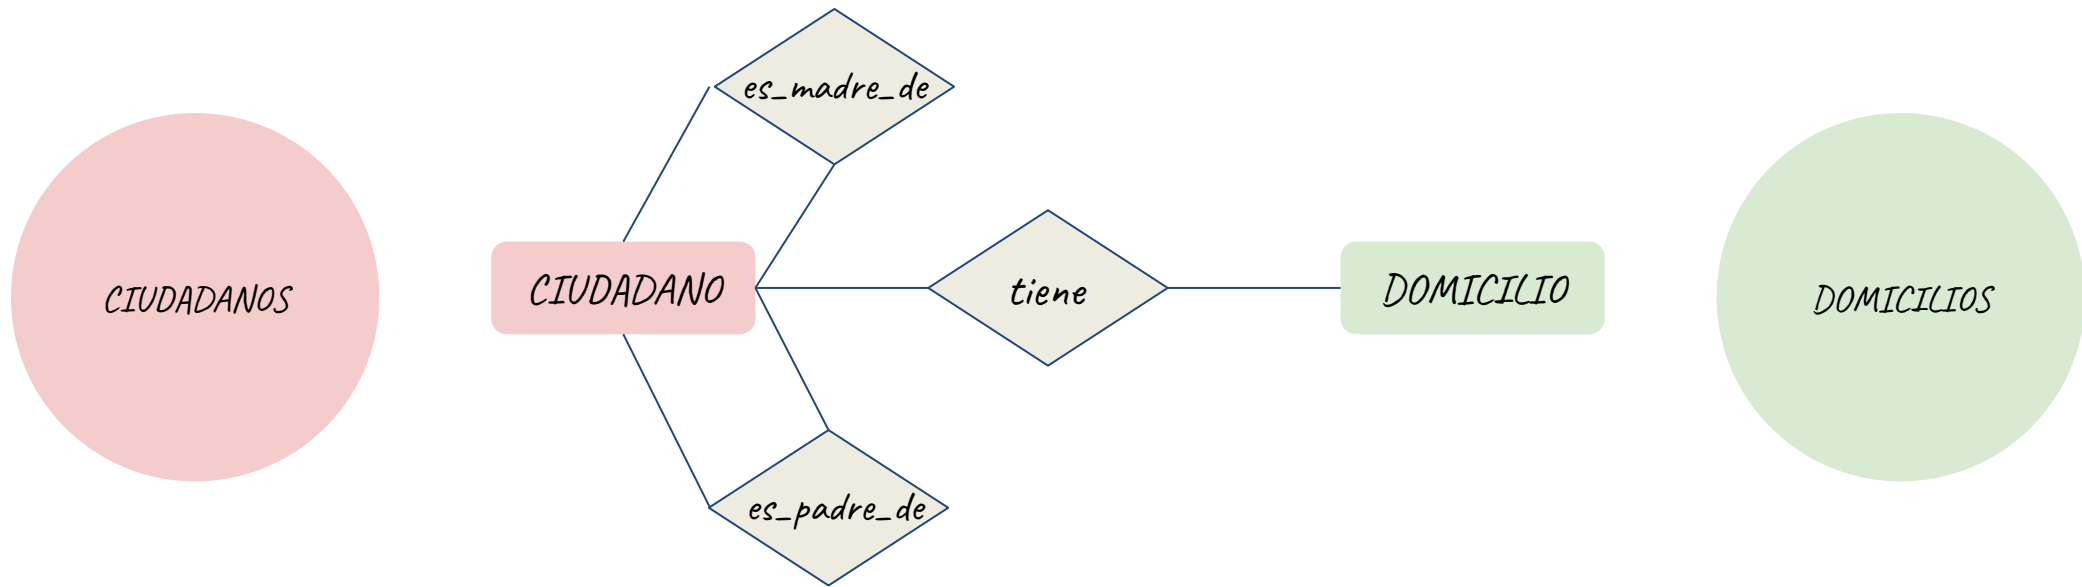 es_madre_de
CIUDADANOS
CIUDADANO
tiene
DOMICILIO
DOMICILIOS
es_padre_de